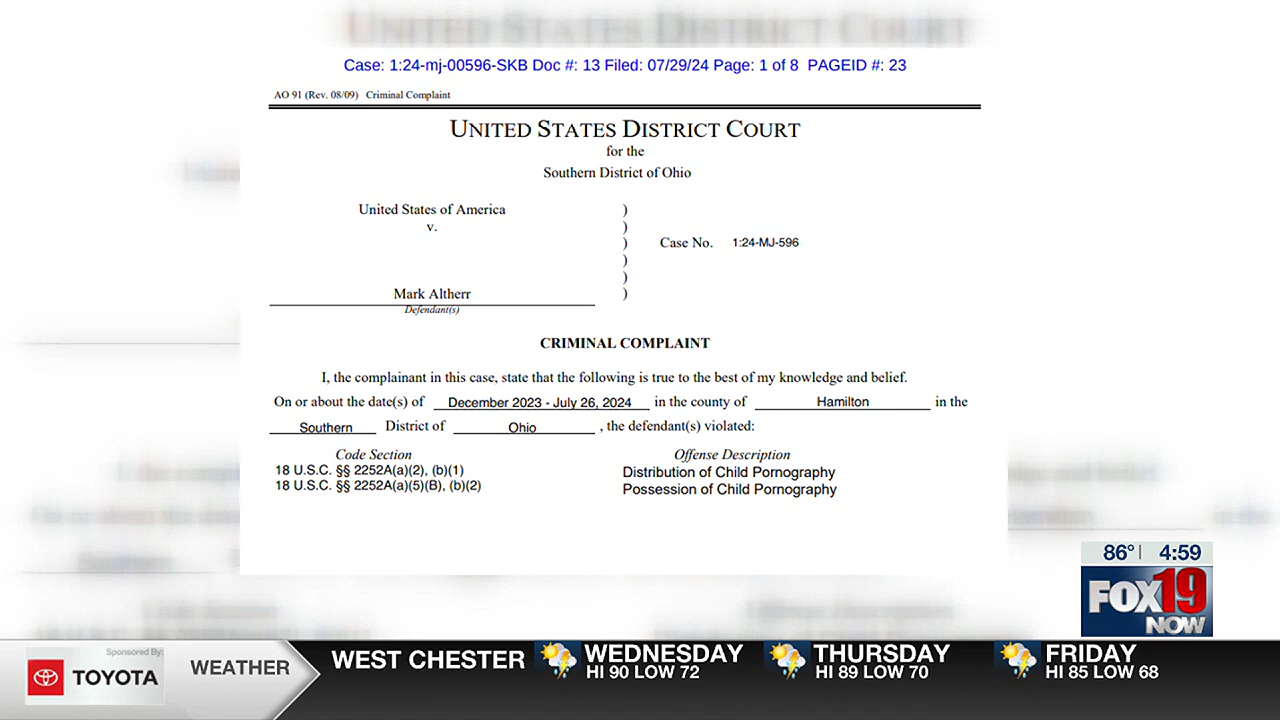 UNITED STATES DISTRICT COURT
Case: 1:24-mj-00596-SKB Doc #: 13 Filed: 07/29/24 Page: 1 of 8 PAGEID #: 23
AO 91 (Rev. 08/09) Criminal Complaint
UNITED STATES DISTRICT COURT
for the
Southern District of Ohio
United States of America
v.
Mark Altherr
Defendant(s)
)
)
)
)
)
)
Case No. 1:24-MJ-596
CRIMINAL COMPLAINT
I, the complainant in this case, state that the following is true to the best of my knowledge and belief.
On or about the date(s) of December 2023 - July 26, 2024 in the county of Hamilton in the
Southern District of Ohio , the defendant(s) violated:
Code Section Offense Description
18 U.S.C. §§ 2252A(a)(2), (b)(1) Distribution of Child Pornography
18 U.S.C. §§ 2252A(a)(5)(B), (b)(2) Possession of Child Pornography
86° 4:59
FOX19
NOW
Sponsored By:
TOYOTA
WEATHER
WEST CHESTER
WEDNESDAY
HI 90 LOW 72
THURSDAY
HI 89 LOW 70
FRIDAY
HI 85 LOW 68